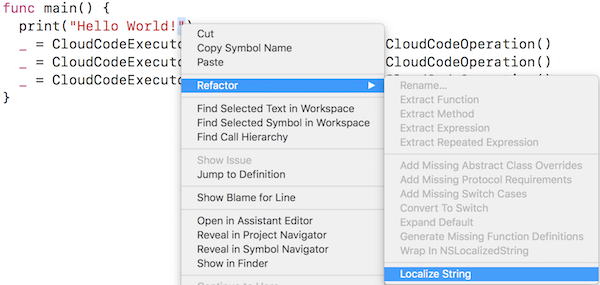 func main() {
print("Hello World!")
_ = CloudCodeExecuto CloudCodeOperation()
_ = CloudCodeExecuto CloudCodeOperation()
_ = CloudCodeExecuto
}
Cut
Copy Symbol Name
Paste
Refactor
Find Selected Text in Workspace
Find Selected Symbol in Workspace
Find Call Hierarchy
Show Issue
Jump to Definition
Show Blame for Line
Open in Assistant Editor
Reveal in Project Navigator
Reveal in Symbol Navigator
Show in Finder
Rename...
Extract Function
Extract Method
Extract Expression
Extract Repeated Expression
Add Missing Abstract Class Overrides
Add Missing Protocol Requirements
Add Missing Switch Cases
Convert To Switch
Expand Default
Generate Missing Function Definitions
Wrap In NSLocalizedString
Localize String